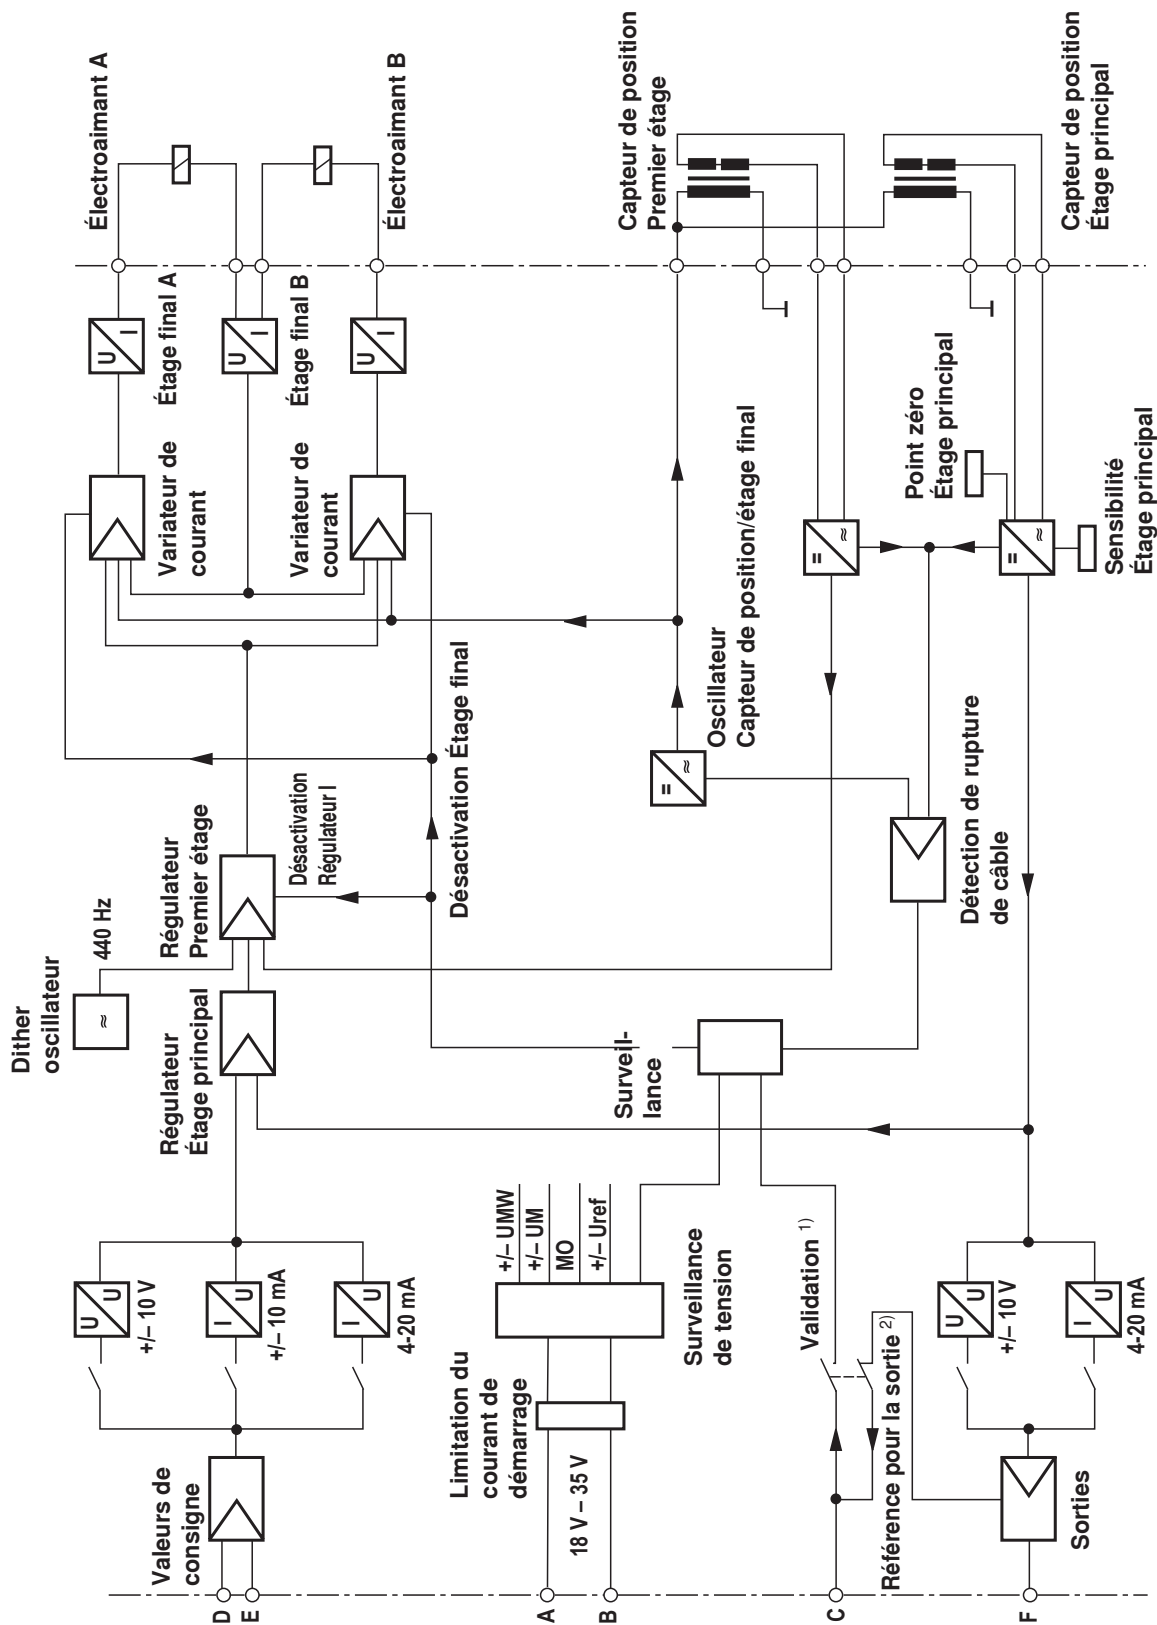 Valeurs de
consigne
D
E
U
U
+/– 10 V
I
U
+/– 10 mA
I
U
4-20 mA
Dither
oscillateur
≈
440 Hz
Régulateur
Étage principal
Régulateur
Premier étage
Désactivation
Régulateur I
Désactivation Étage final
Variateur de
courant
Variateur de
courant
U
I
Étage final A
U
I
Étage final B
U
I
Électroaimant A
Électroaimant B
Limitation du
courant de
démarrage
18 V – 35 V
A
B
+/– UMW
+/– UM
MO
+/– Uref
Surveillance
de tension
Surveil-
lance
=
≈
Oscillateur
Capteur de position/étage final
Capteur de position
Premier étage
C
Validation 1)
Référence pour la sortie 2)
Détection de rupture
de câble
=
≈
Point zéro
Étage principal
=
≈
Sensibilité
Étage principal
Capteur de position
Étage principal
F
Sorties
U
U
+/– 10 V
I
U
4-20 mA